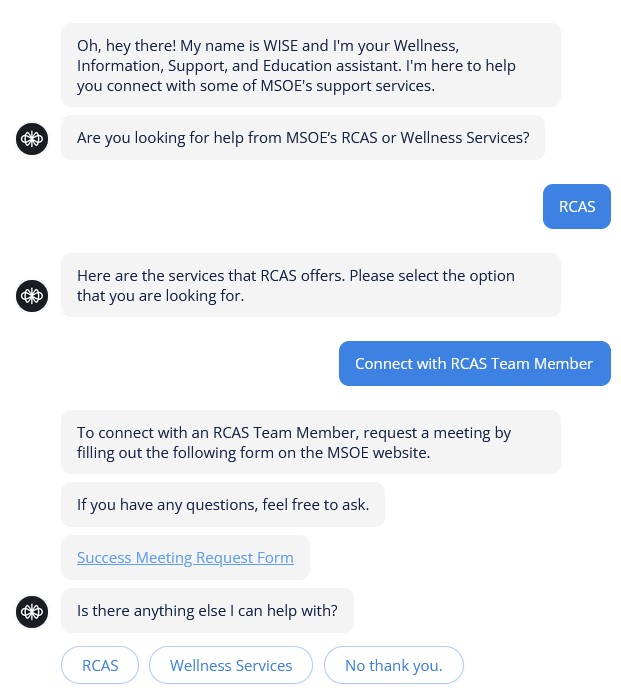 Oh, hey there! My name is WISE and I'm your Wellness,
Information, Support, and Education assistant. I'm here to help
you connect with some of MSOE's support services.
Are you looking for help from MSOE’s RCAS or Wellness Services?
RCAS
Here are the services that RCAS offers. Please select the option
that you are looking for.
Connect with RCAS Team Member
To connect with an RCAS Team Member, request a meeting by
filling out the following form on the MSOE website.
If you have any questions, feel free to ask.
Success Meeting Request Form
Is there anything else I can help with?
RCAS
Wellness Services
No thank you.